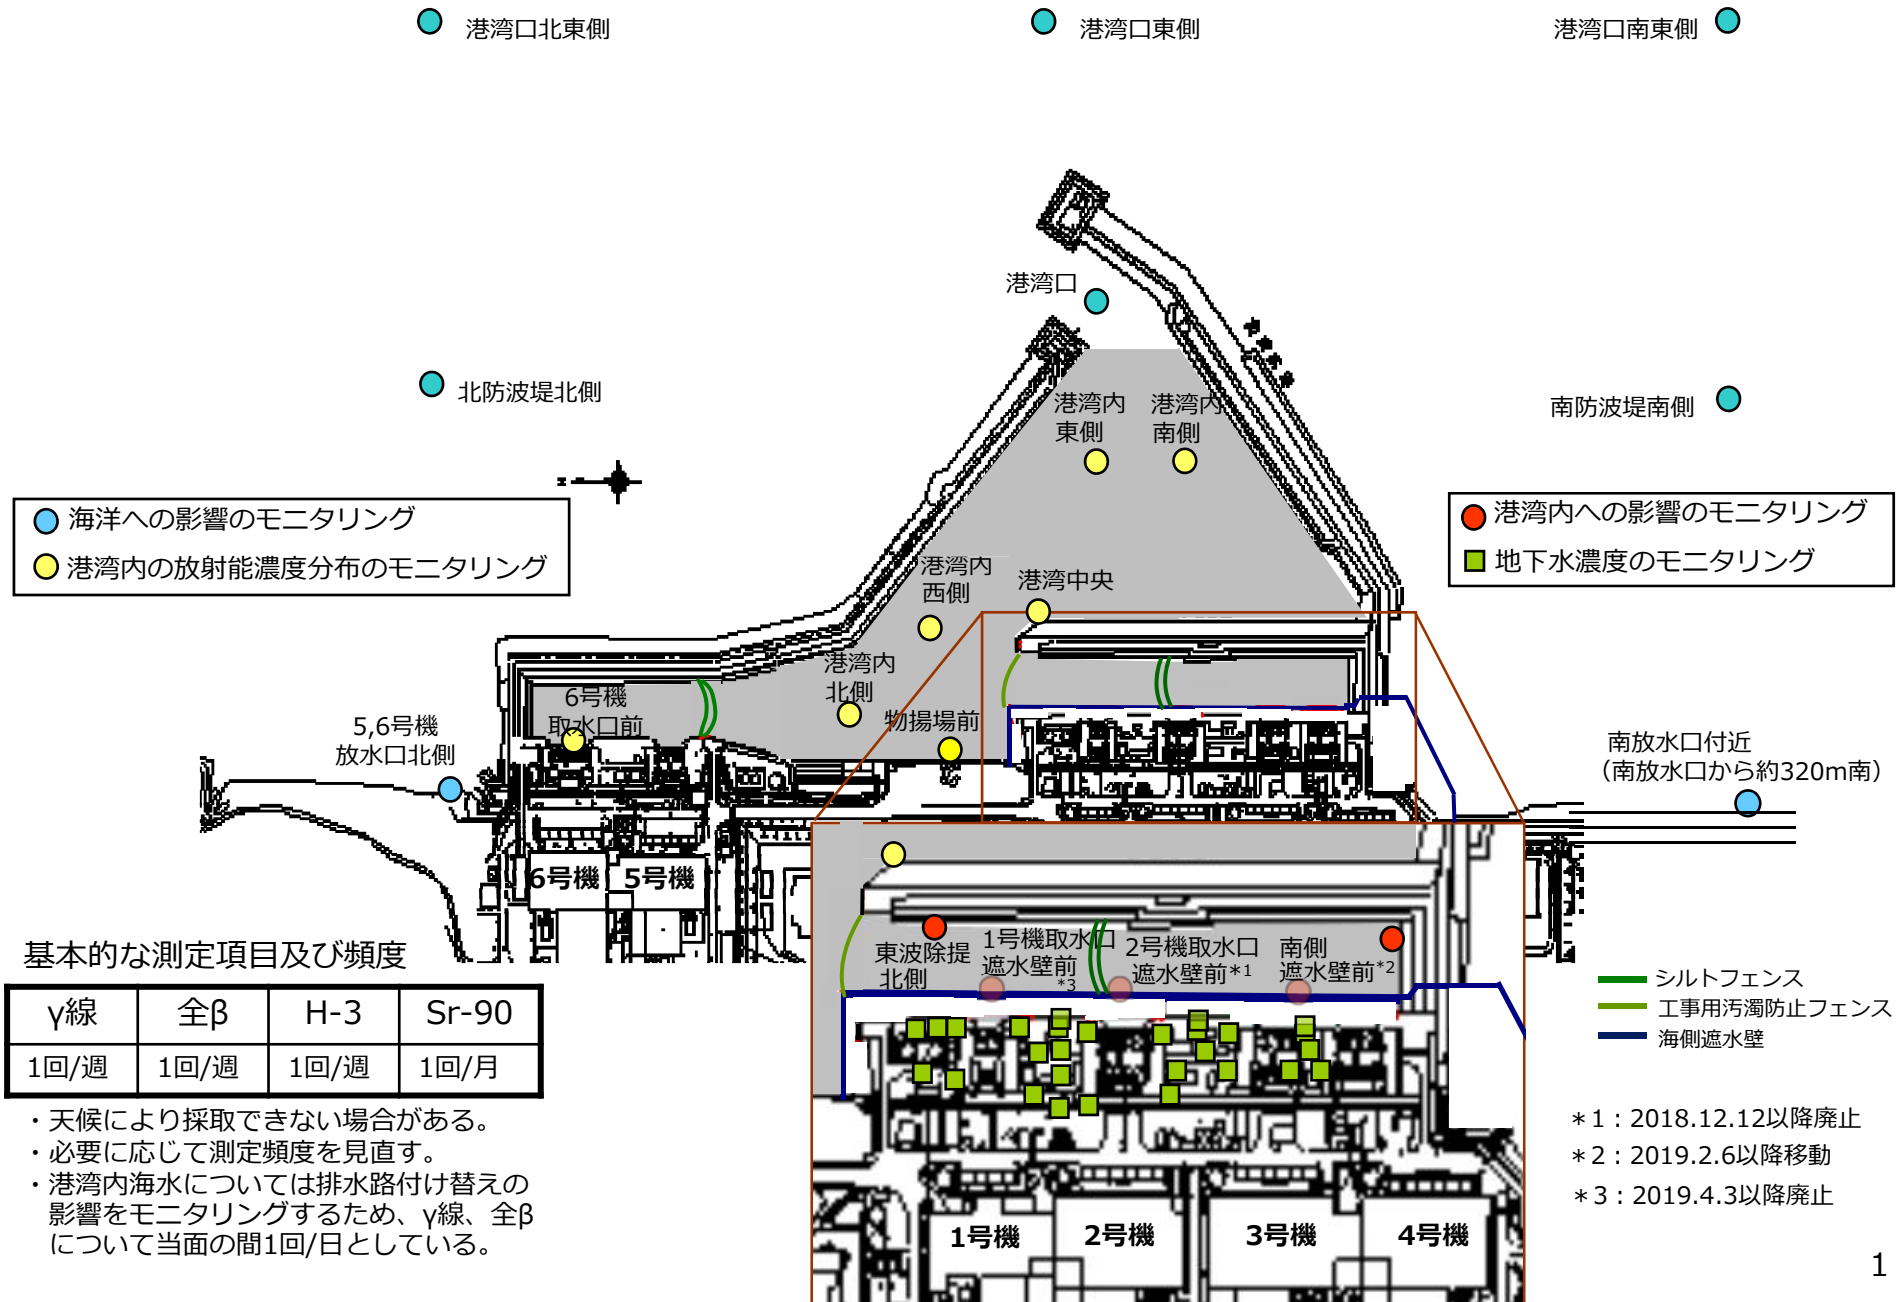 港湾口北東側
港湾口東側
港湾口南東側
港湾口
北防波堤北側
港湾内
東側
港湾内
南側
南防波堤南側
海洋への影響のモニタリング
港湾内の放射能濃度分布のモニタリング
港湾内への影響のモニタリング
地下水濃度のモニタリング
港湾内
西側
港湾中央
港湾内
北側
6号機
取水口前
物揚場前
5,6号機
放水口北側
南放水口付近
（南放水口から約320m南）
6号機
5号機
東波除提
北側
1号機取水口
遮水壁前
*3
2号機取水口
遮水壁前*1
南側
遮水壁前*2
シルトフェンス
工事用汚濁防止フェンス
海側遮水壁
基本的な測定項目及び頻度
γ線 全β H-3 Sr-90
1回/週 1回/週 1回/週 1回/月
・天候により採取できない場合がある。
・必要に応じて測定頻度を見直す。
・港湾内海水については排水路付け替えの
影響をモニタリングするため、γ線、全β
について当面の間1回/日としている。
＊1：2018.12.12以降廃止
＊2：2019.2.6以降移動
＊3：2019.4.3以降廃止
1号機
2号機
3号機
4号機
1